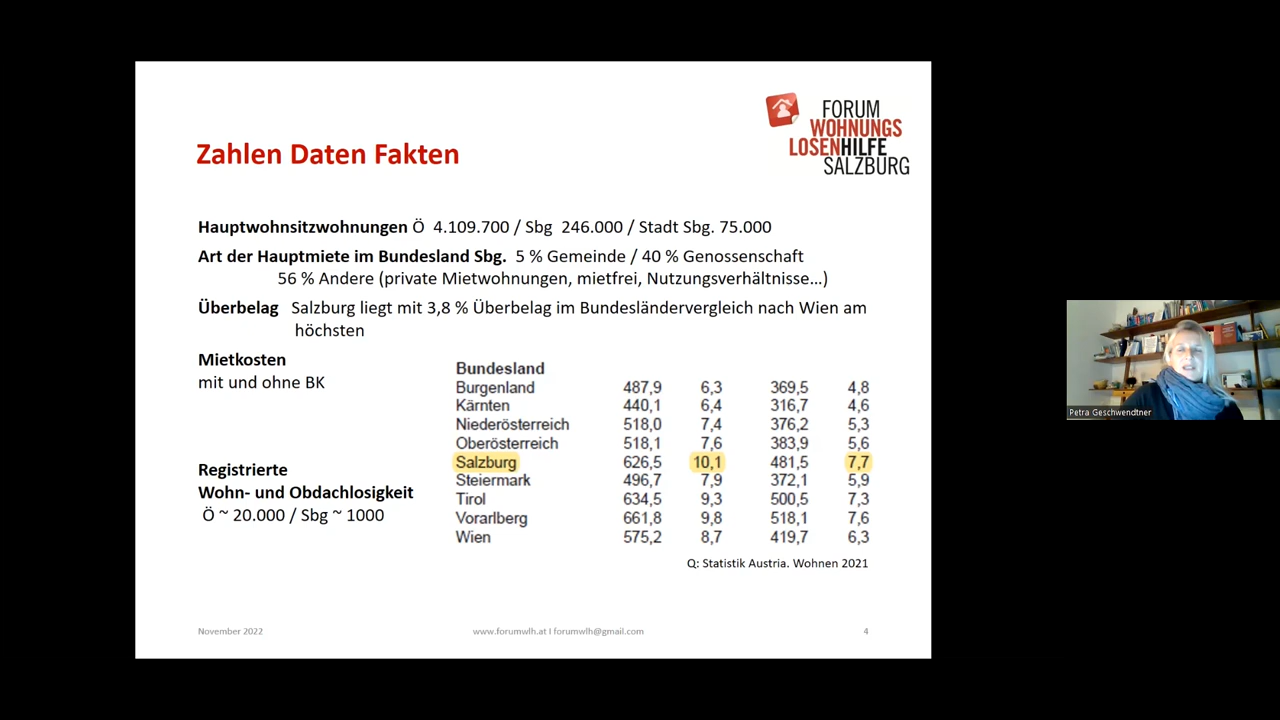 FORUM
WOHNUNGS
LOSENHILFE
SALZBURG
Zahlen Daten Fakten
Hauptwohnsitzwohnungen Ö 4.109.700 / Sbg 246.000 / Stadt Sbg. 75.000
Art der Hauptmiete im Bundesland Sbg. 5 % Gemeinde / 40 % Genossenschaft
56 % Andere (private Mietwohnungen, mietfrei, Nutzungsverhältnisse...)
Überbelag Salzburg liegt mit 3,8 % Überbelag im Bundesländervergleich nach Wien am
höchsten
Mietkosten
mit und ohne BK
Bundesland
Burgenland 487,9 6,3 369,5 4,8
Kärnten 440,1 6,4 316,7 4,6
Niederösterreich 518,0 7,4 376,2 5,3
Oberösterreich 518,1 7,6 383,9 5,6
Salzburg 626,5 10,1 481,5 7,7
Steiermark 496,7 7,9 372,1 5,9
Tirol 634,5 9,3 500,5 7,3
Vorarlberg 661,8 9,8 518,1 7,6
Wien 575,2 8,7 419,7 6,3
Registrierte
Wohn- und Obdachlosigkeit
Ö ~ 20.000 / Sbg ~ 1000
Q: Statistik Austria. Wohnen 2021
November 2022
www.forumwlh.at I forumwlh@gmail.com
4
Petra Geschwendtner